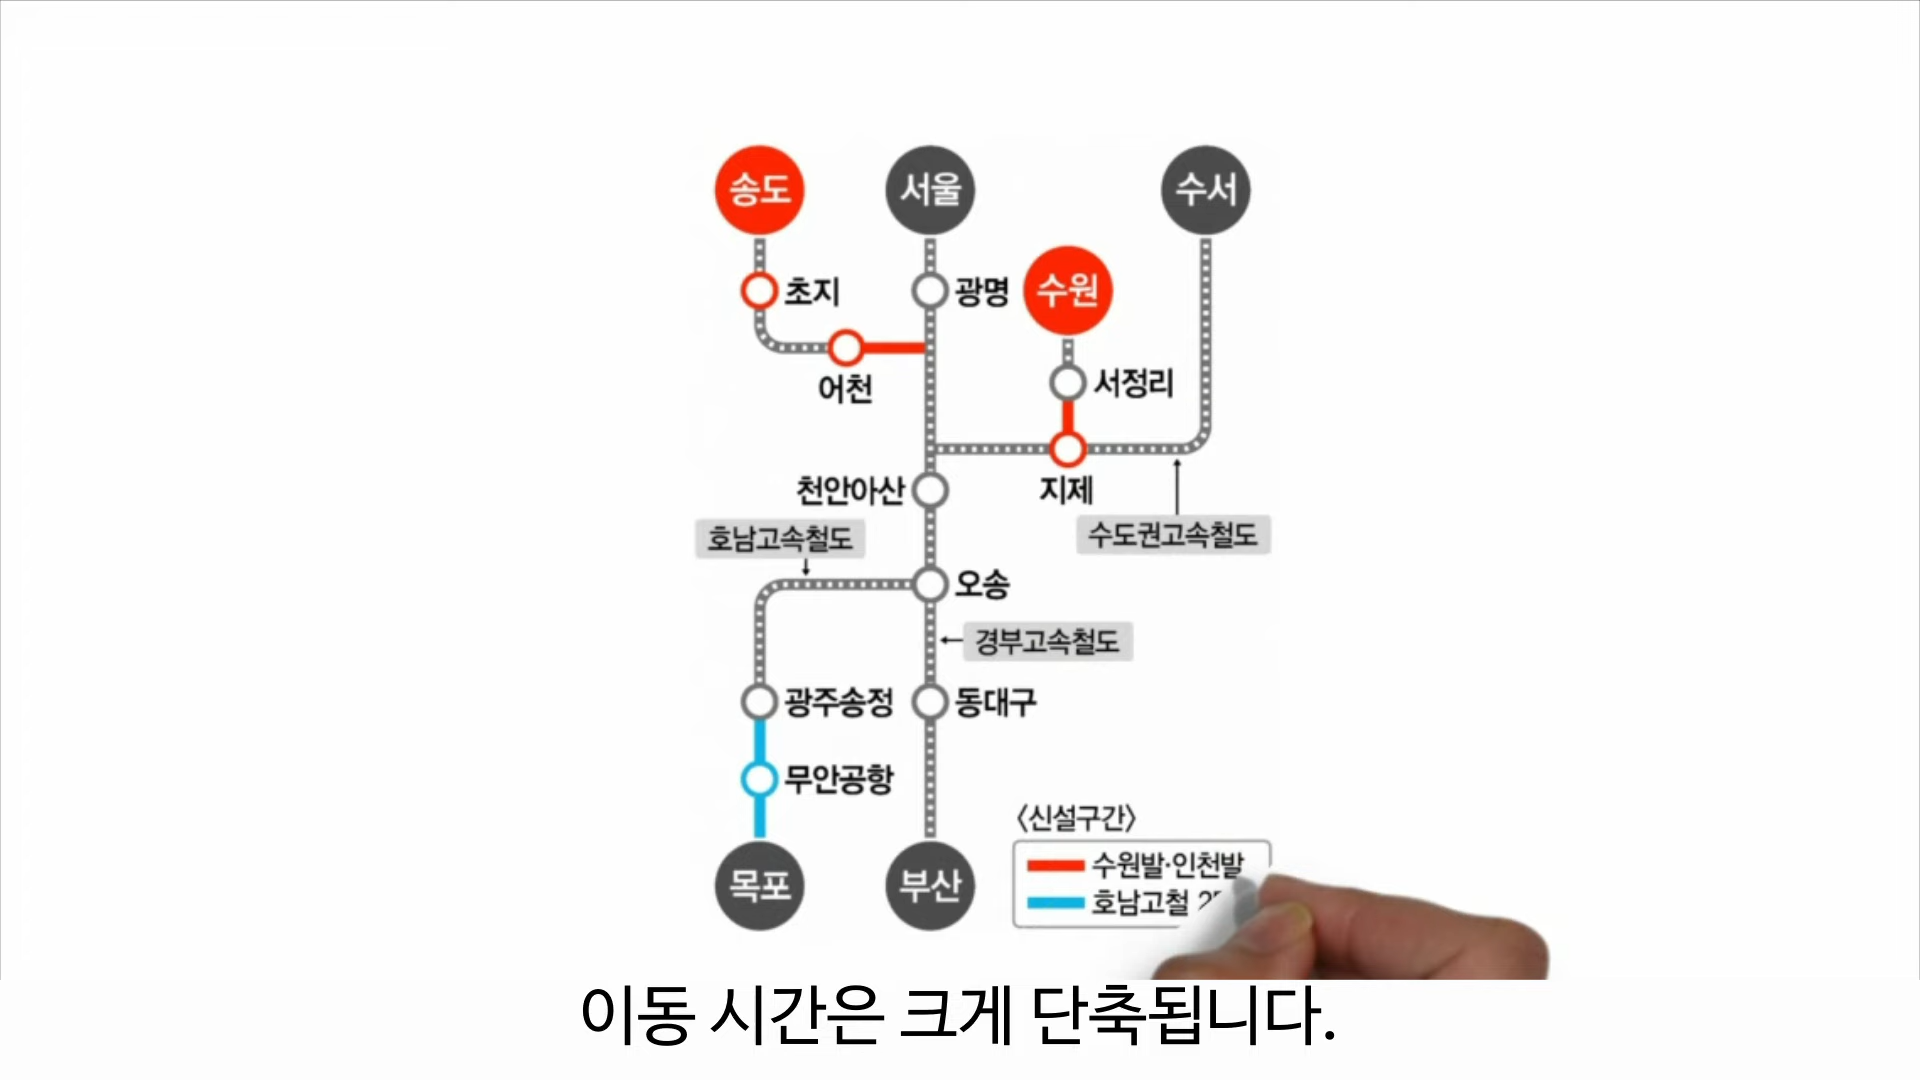 송도
서울
수서
초지
광명
수원
어천
서정리
천안아산
지제
호남고속철도
수도권고속철도
오송
경부고속철도
광주송정
동대구
무안공항
〈신설구간〉
목포
부산
수원발·인천발
호남고철
이동 시간은 크게 단축됩니다.